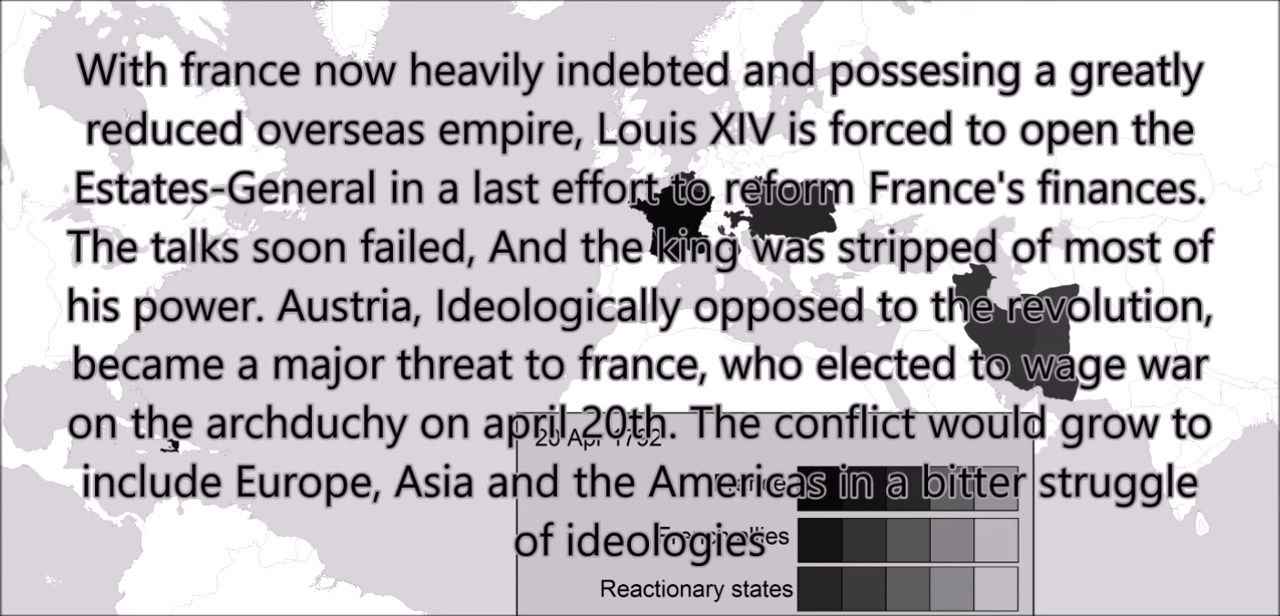 With france now heavily indebted and possesing a greatly
reduced overseas empire, Louis XIV is forced to open the
Estates-General in a last effort to reform France's finances.
The talks soon failed, And the king was stripped of most of
his power. Austria, Ideologically opposed to the revolution,
became a major threat to france, who elected to wage war
on the archduchy on april 20th. The conflict would grow to
include Europe, Asia and the Americas in a bitter struggle
of ideologies
20 Apr 1792
Reactionary states